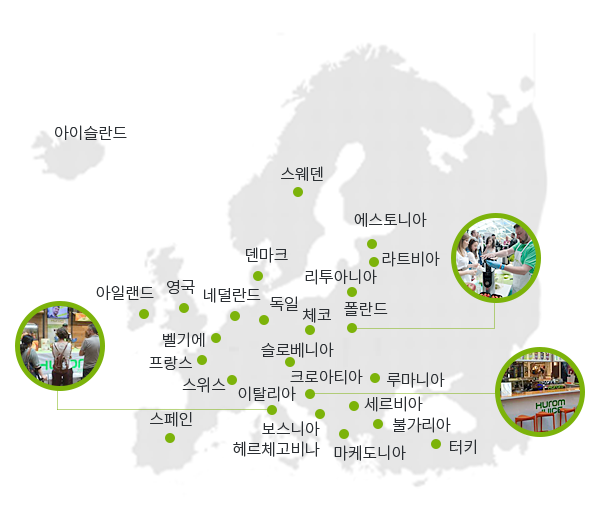 아이슬란드
스웨덴
에스토니아
덴마크
라트비아
리투아니아
아일랜드
영국
네덜란드
독일
체코
폴란드
벨기에
슬로베니아
프랑스
스위스
크로아티아
루마니아
이탈리아
세르비아
스페인
보스니아
헤르체고비나
불가리아
마케도니아
터키
HUROM
HUROM
JUICE